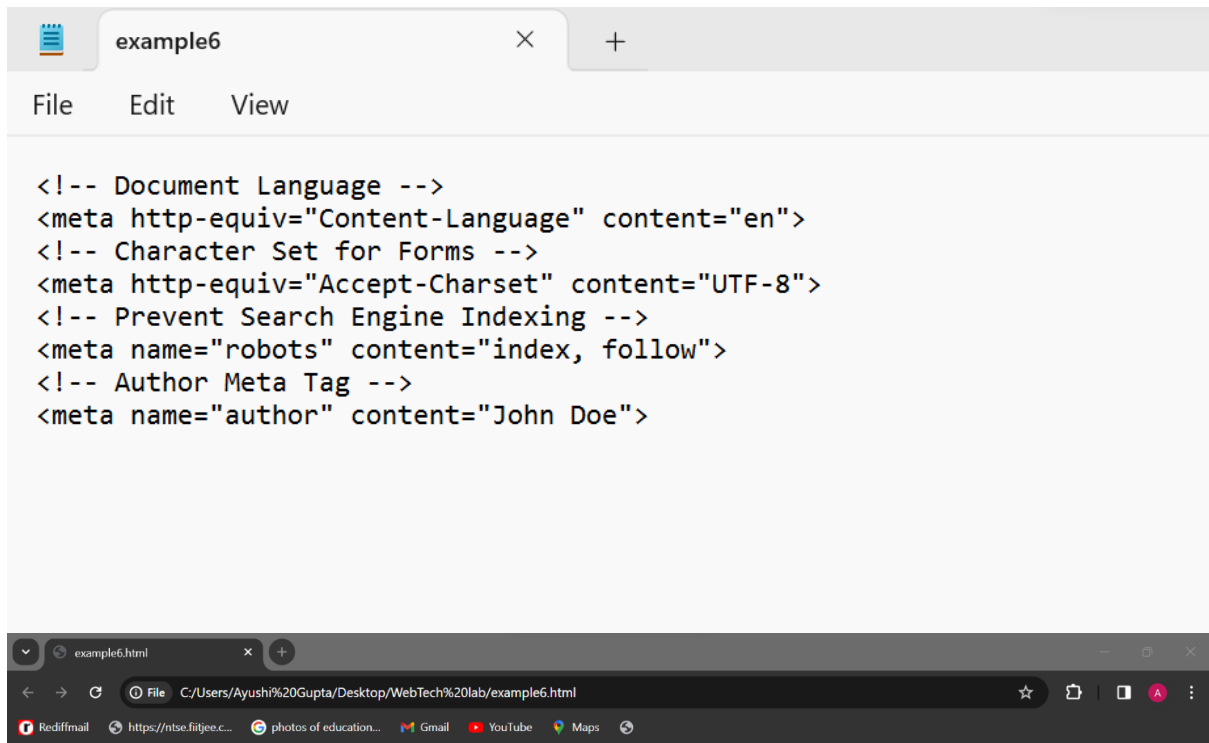 example6
File Edit View
<!-- Document Language -->
<meta http-equiv="Content-Language" content="en">
<!-- Character Set for Forms -->
<meta http-equiv="Accept-Charset" content="UTF-8">
<!-- Prevent Search Engine Indexing -->
<meta name="robots" content="index, follow">
<!-- Author Meta Tag -->
<meta name="author" content="John Doe">
example6.html
File C:/Users/Ayushi%20Gupta/Desktop/WebTech%20lab/example6.html A
Rediffmail https://ntse.fiitjee.c... photos of education... Gmail YouTube Maps